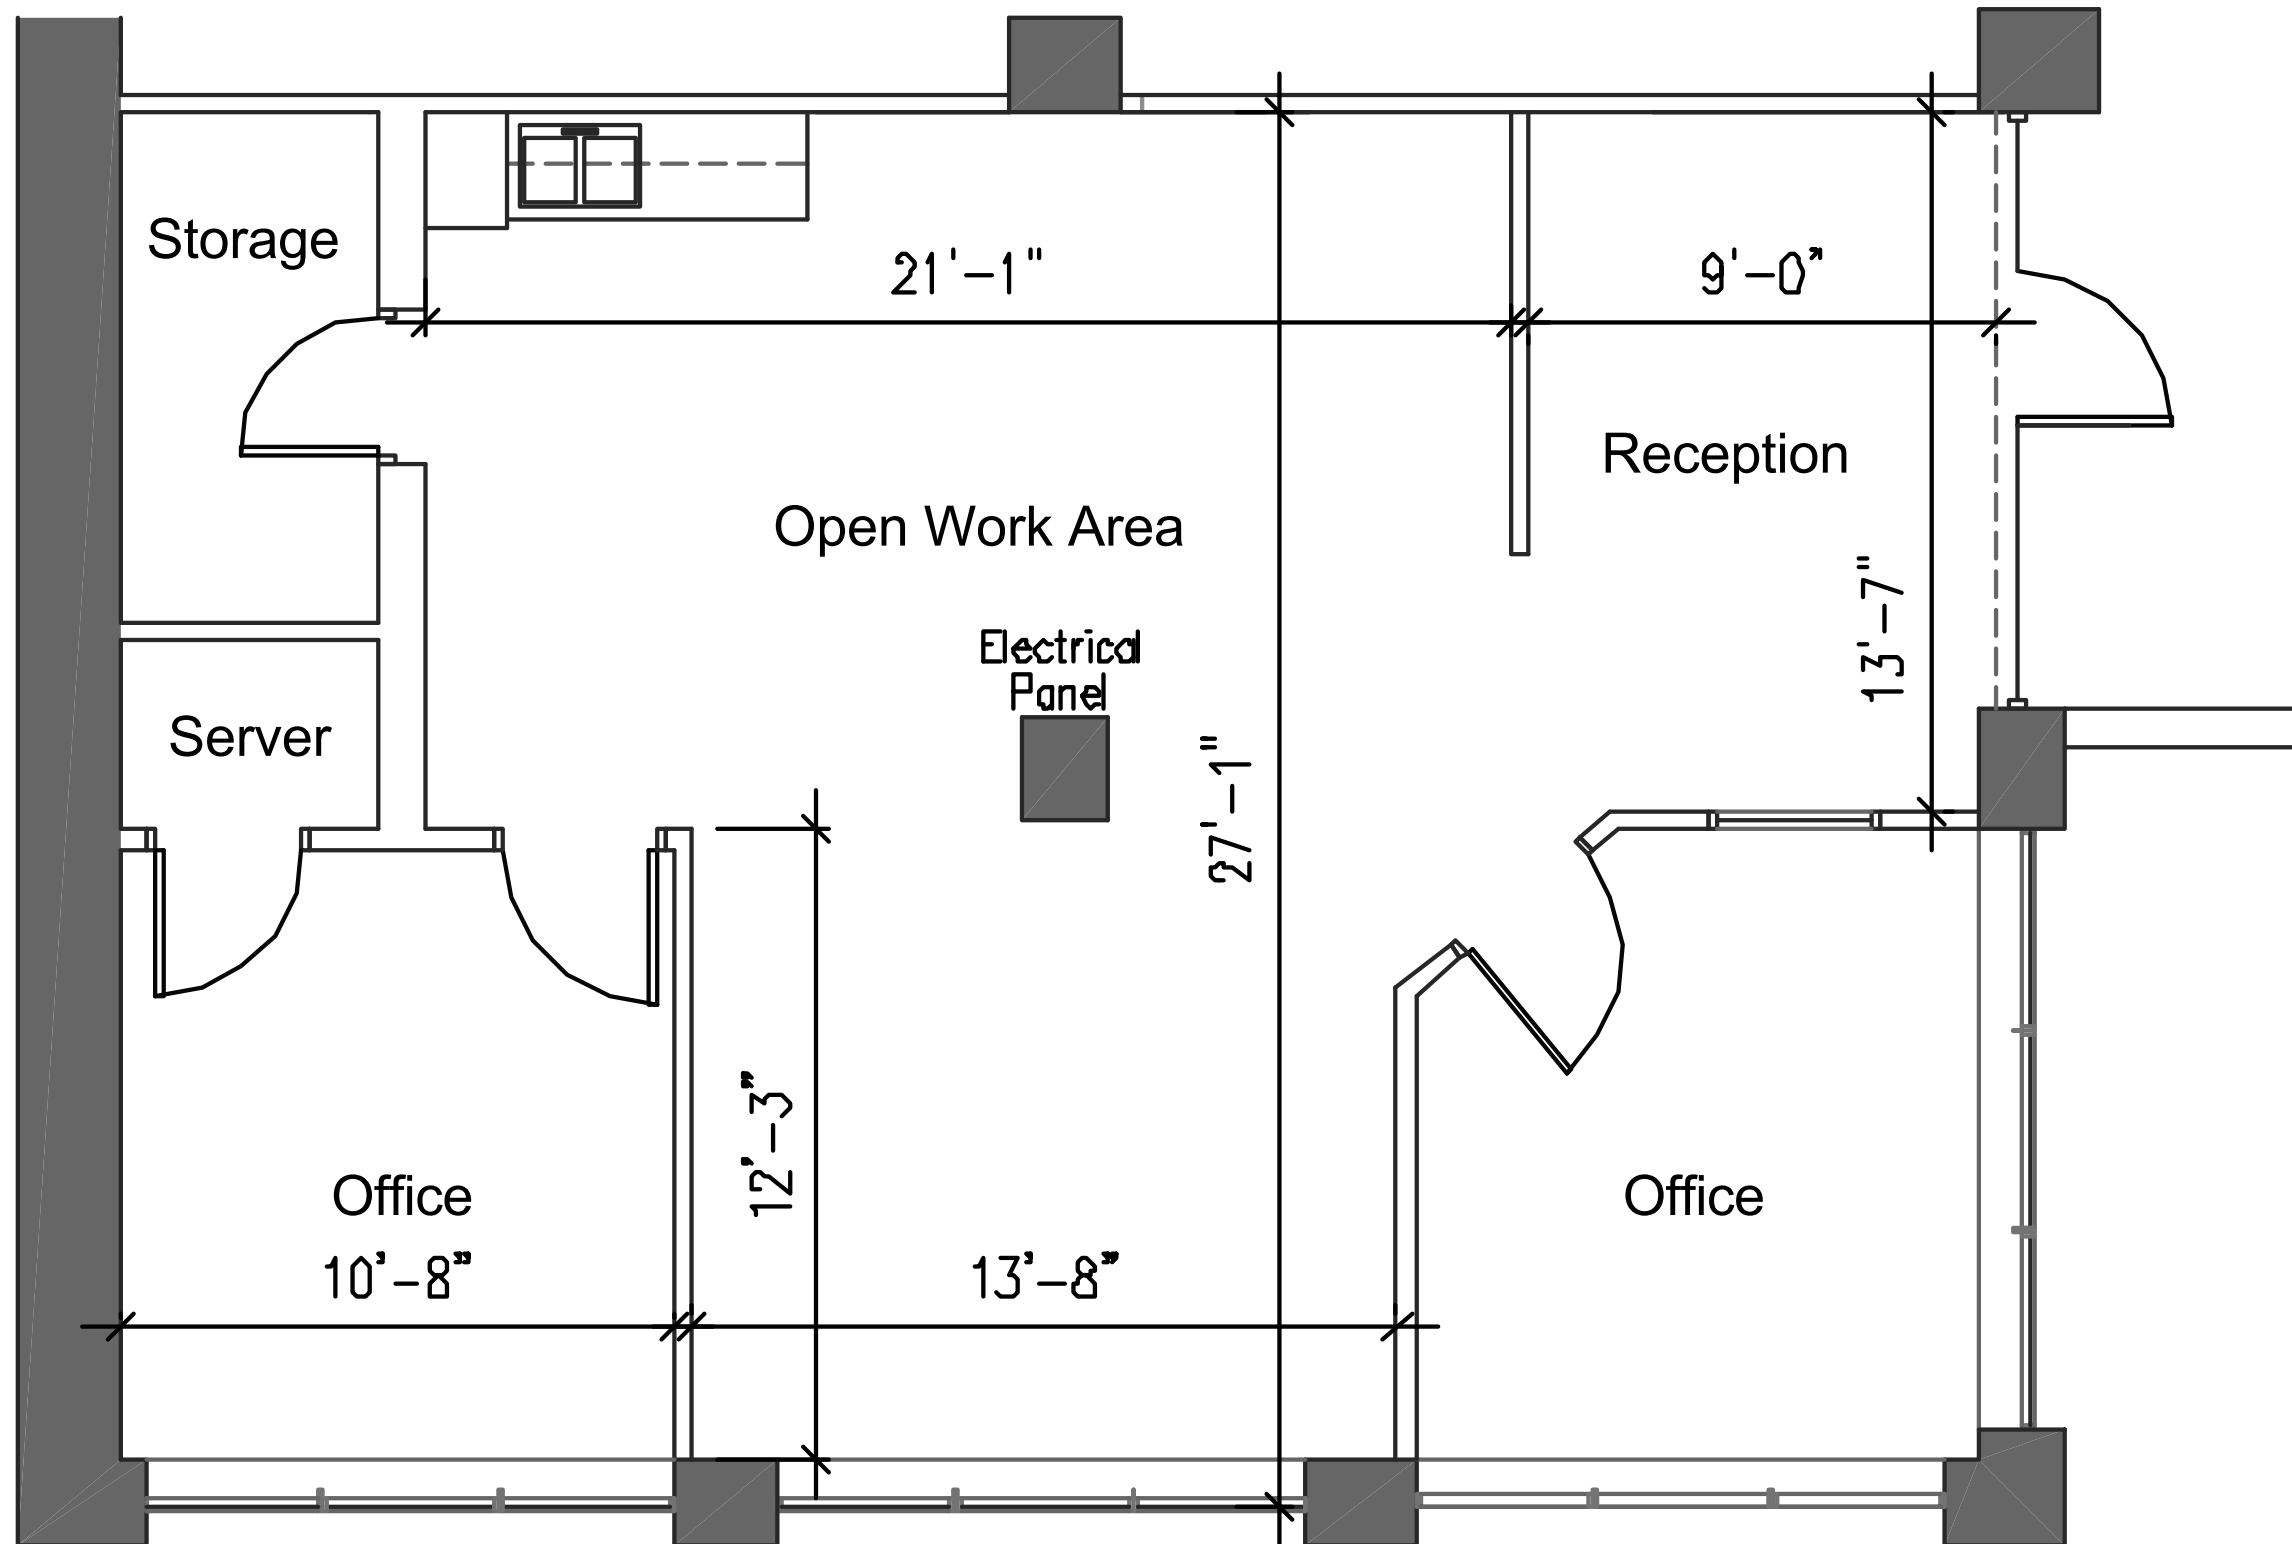 Storage
21'-1"
9'-0"
Reception
Open Work Area
13'-7"
Electrical
Panel
Server
27'-1"
12'-3"
Office
Office
10'-8"
13'-8"